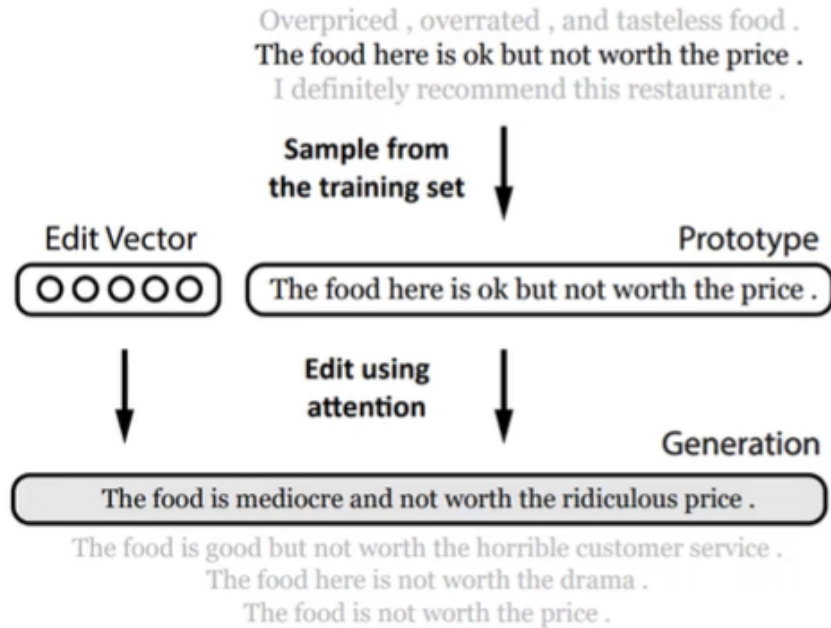 Overpriced , overrated , and tasteless food .
The food here is ok but not worth the price .
I definitely recommend this restaurante .
Sample from
the training set
Edit Vector
Prototype
The food here is ok but not worth the price .
Edit using
attention
Generation
The food is mediocre and not worth the ridiculous price .
The food is good but not worth the horrible customer service .
The food here is not worth the drama .
The food is not worth the price .